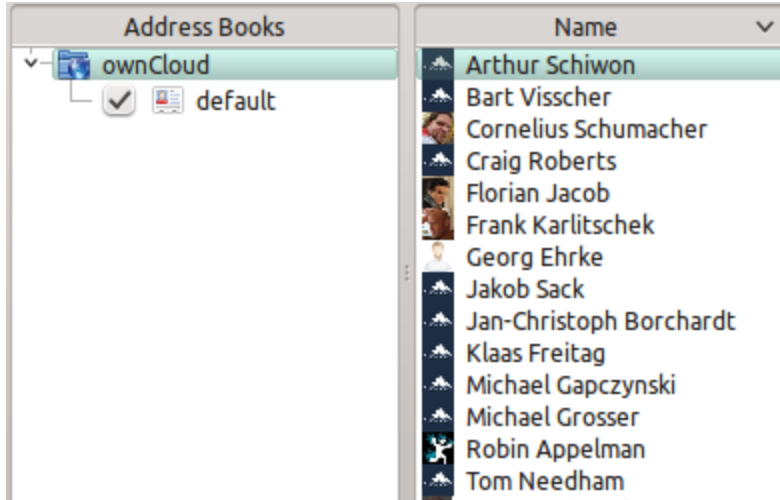 Address Books
ownCloud
default
Name
Arthur Schiwon
Bart Visscher
Cornelius Schumacher
Craig Roberts
Florian Jacob
Frank Karlitschek
Georg Ehrke
Jakob Sack
Jan-Christoph Borchardt
Klaas Freitag
Michael Gapczynski
Michael Grosser
Robin Appelman
Tom Needham